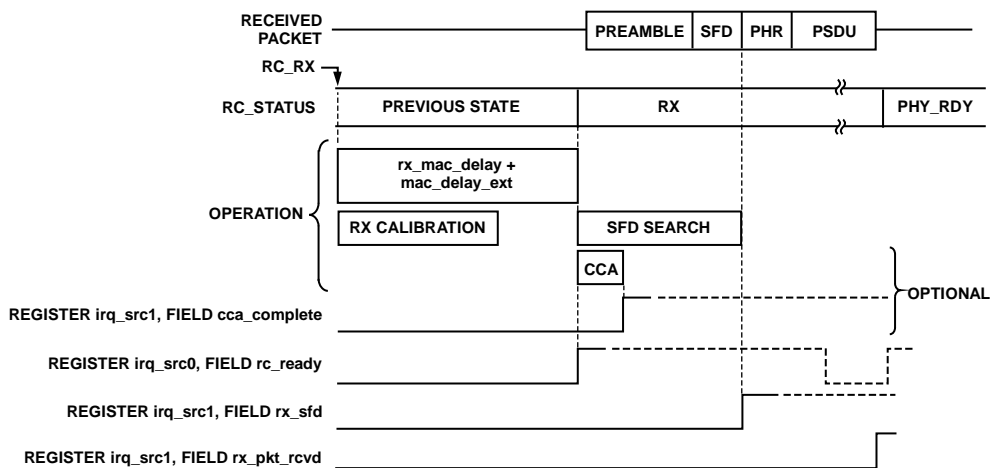 RECEIVED
PACKET
PREAMBLE SFD PHR PSDU
RC_RX
RC_STATUS PREVIOUS STATE RX PHY_RDY
rx_mac_delay +
mac_delay_ext
OPERATION
RX CALIBRATION SFD SEARCH
CCA
OPTIONAL
REGISTER irq_src1, FIELD cca_complete
REGISTER irq_src0, FIELD rc_ready
REGISTER irq_src1, FIELD rx_sfd
REGISTER irq_src1, FIELD rx_pkt_rcvd